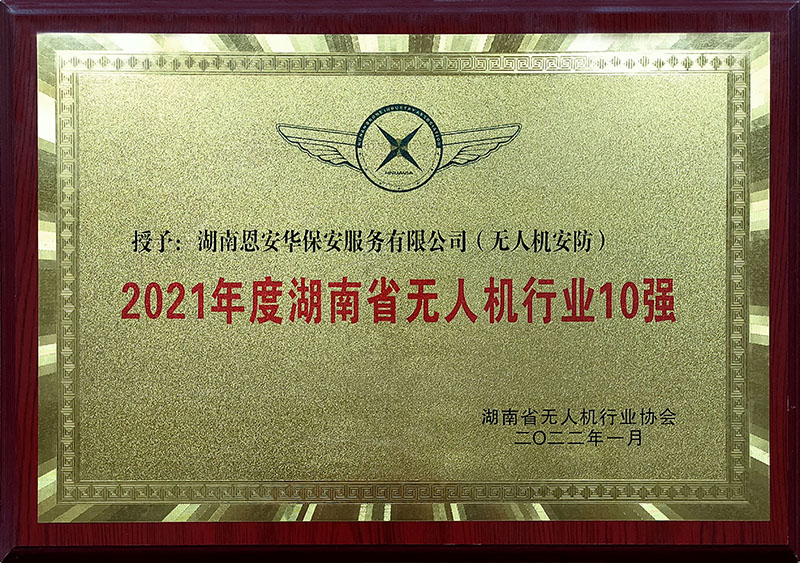 授予：湖南恩安华保安服务有限公司（无人机安防）
2021年度湖南省无人机行业10强
湖南省无人机行业协会
二〇二二年一月